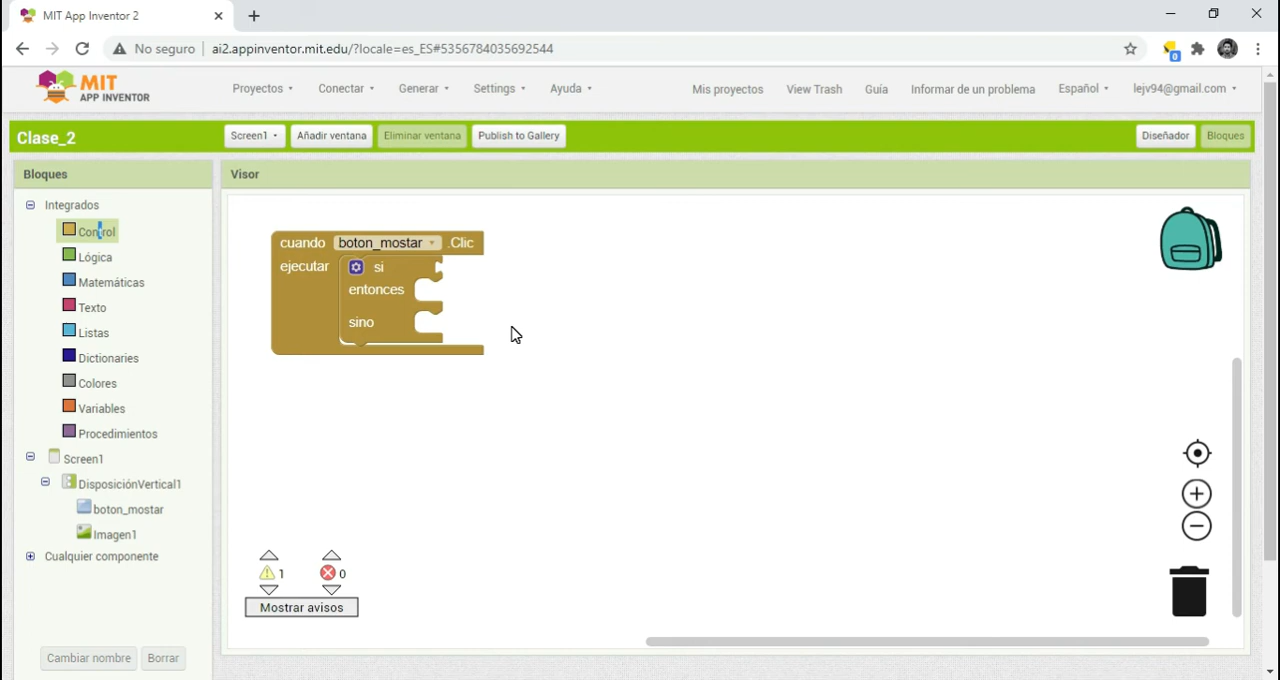 MIT App Inventor 2
No seguro ai2.appinventor.mit.edu/?locale=es_ES#5356784035692544
0
MIT
APP INVENTOR
Proyectos Conectar Generar Settings Ayuda Mis proyectos View Trash Guía Informar de un problema Español lejv94@gmail.com
Clase_2 Screen1 Añadir ventana Eliminar ventana Publish to Gallery Diseñador Bloques
Bloques
Visor
Integrados
Control
Lógica
Matemáticas
Texto
Listas
Dictionaries
Colores
Variables
Procedimientos
Screen1
DisposiciónVertical1
boton_mostar
Imagen1
Cualquier componente
Cambiar nombre Borrar
cuando boton_mostar .Clic
ejecutar si
entonces
sino
1 0
Mostrar avisos